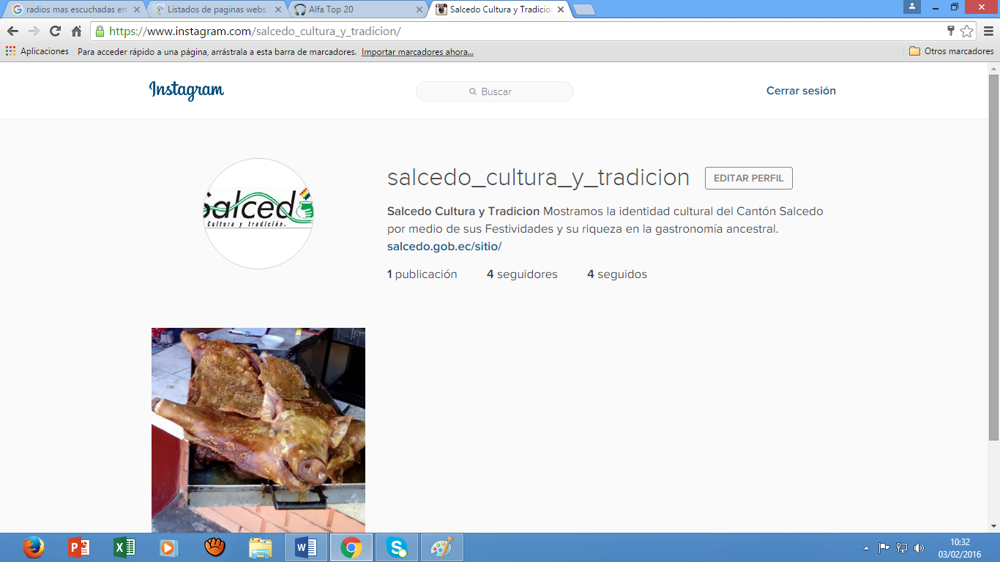 radios mas escuchadas en
Listados de paginas webs
Alfa Top 20
Salcedo Cultura y Tradicio
https://www.instagram.com/salcedo_cultura_y_tradicion/
Aplicaciones Para acceder rápido a una página, arrástrala a esta barra de marcadores. Importar marcadores ahora... Otros marcadores
Instagram Buscar Cerrar sesión
Salcedo
Cultura y tradición.
salcedo_cultura_y_tradicion EDITAR PERFIL
Salcedo Cultura y Tradicion Mostramos la identidad cultural del Cantón Salcedo
por medio de sus Festividades y su riqueza en la gastronomía ancestral.
salcedo.gob.ec/sitio/
1 publicación 4 seguidores 4 seguidos
10:32
03/02/2016